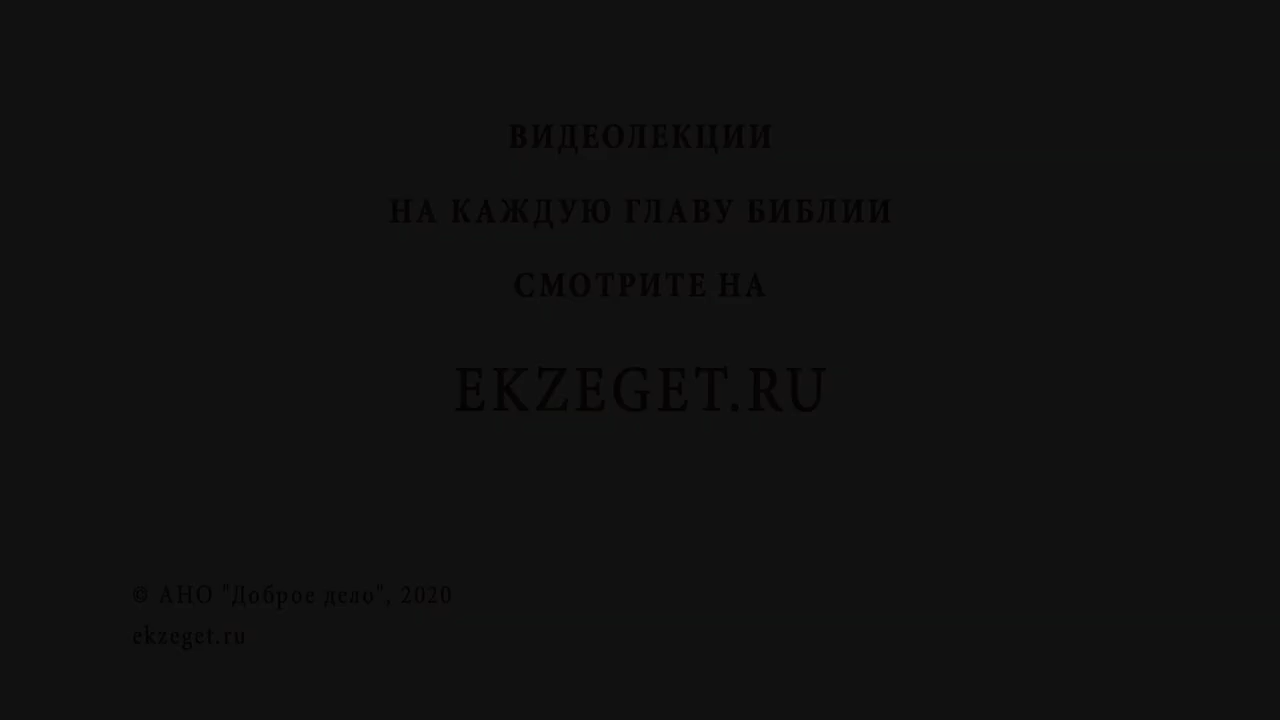 ВИДЕОЛЕКЦИИ
НА КАЖДУЮ ГЛАВУ БИБЛИИ
СМОТРИТЕ НА
EKZEGET.RU
© АНО "Доброе дело", 2020
ekzeget.ru